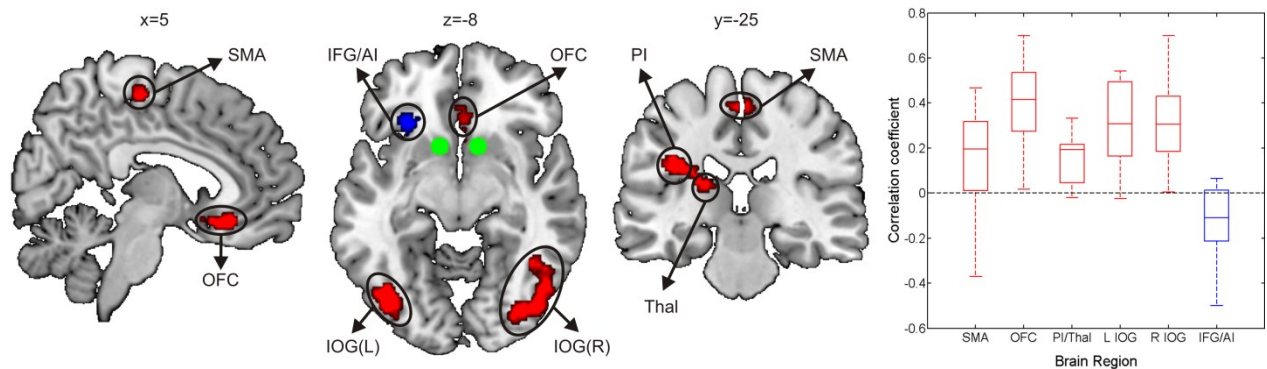 x=5
SMA
OFC
z=-8
IFG/AI
OFC
IOG(L)
IOG(R)
y=-25
PI
SMA
Thal
Correlation coefficient
0.8
0.6
0.4
0.2
0
-0.2
-0.4
-0.6
SMA OFC PI/Thal L IOG R IOG IFG/AI
Brain Region